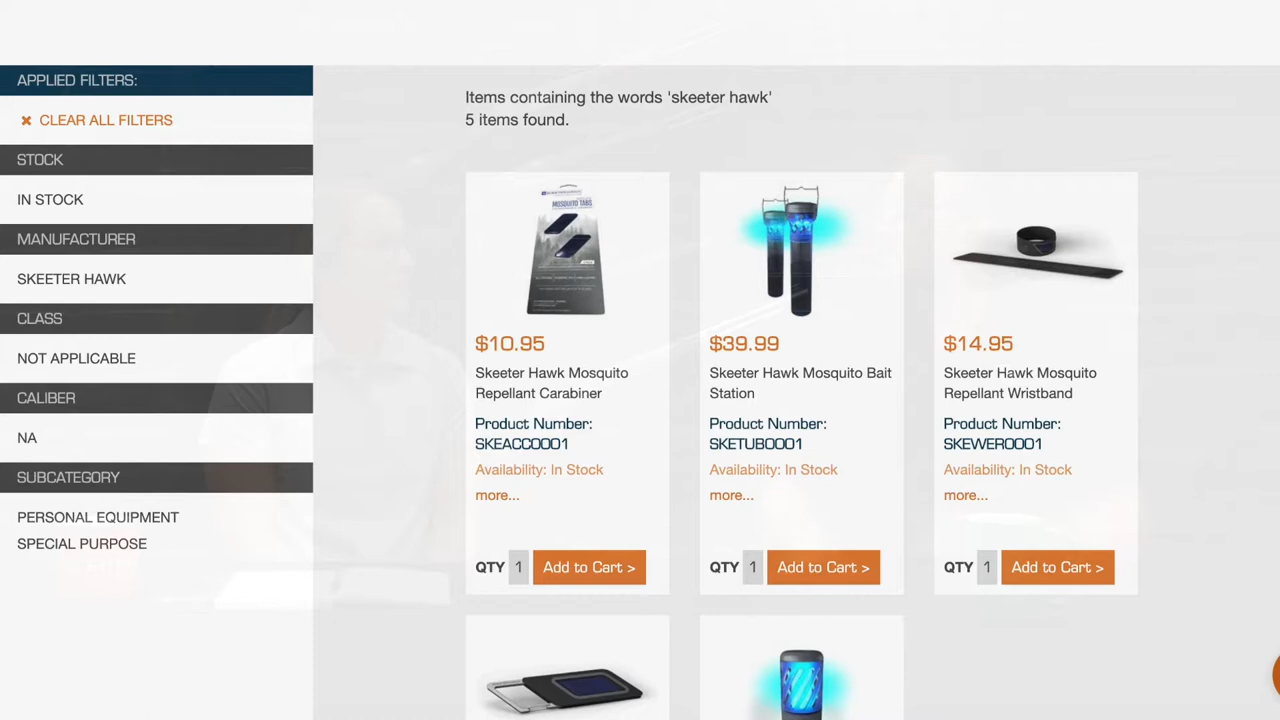 APPLIED FILTERS:
✖ CLEAR ALL FILTERS
STOCK
IN STOCK
MANUFACTURER
SKEETER HAWK
CLASS
NOT APPLICABLE
CALIBER
NA
SUBCATEGORY
PERSONAL EQUIPMENT
SPECIAL PURPOSE
Items containing the words 'skeeter hawk'
5 items found.
MOSQUITO TABS
$10.95
Skeeter Hawk Mosquito
Repellant Carabiner
Product Number:
SKEACC0001
Availability: In Stock
more...
QTY 1 Add to Cart >
$39.99
Skeeter Hawk Mosquito Bait
Station
Product Number:
SKETUB0001
Availability: In Stock
more...
QTY 1 Add to Cart >
$14.95
Skeeter Hawk Mosquito
Repellant Wristband
Product Number:
SKEWER0001
Availability: In Stock
more...
QTY 1 Add to Cart >